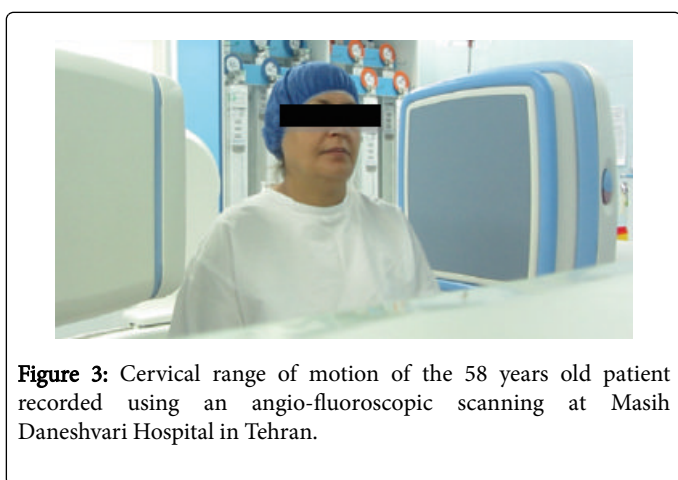 Figure 3: Cervical range of motion of the 58 years old patient
recorded using an angio-fluoroscopic scanning at Masih
Daneshvari Hospital in Tehran.